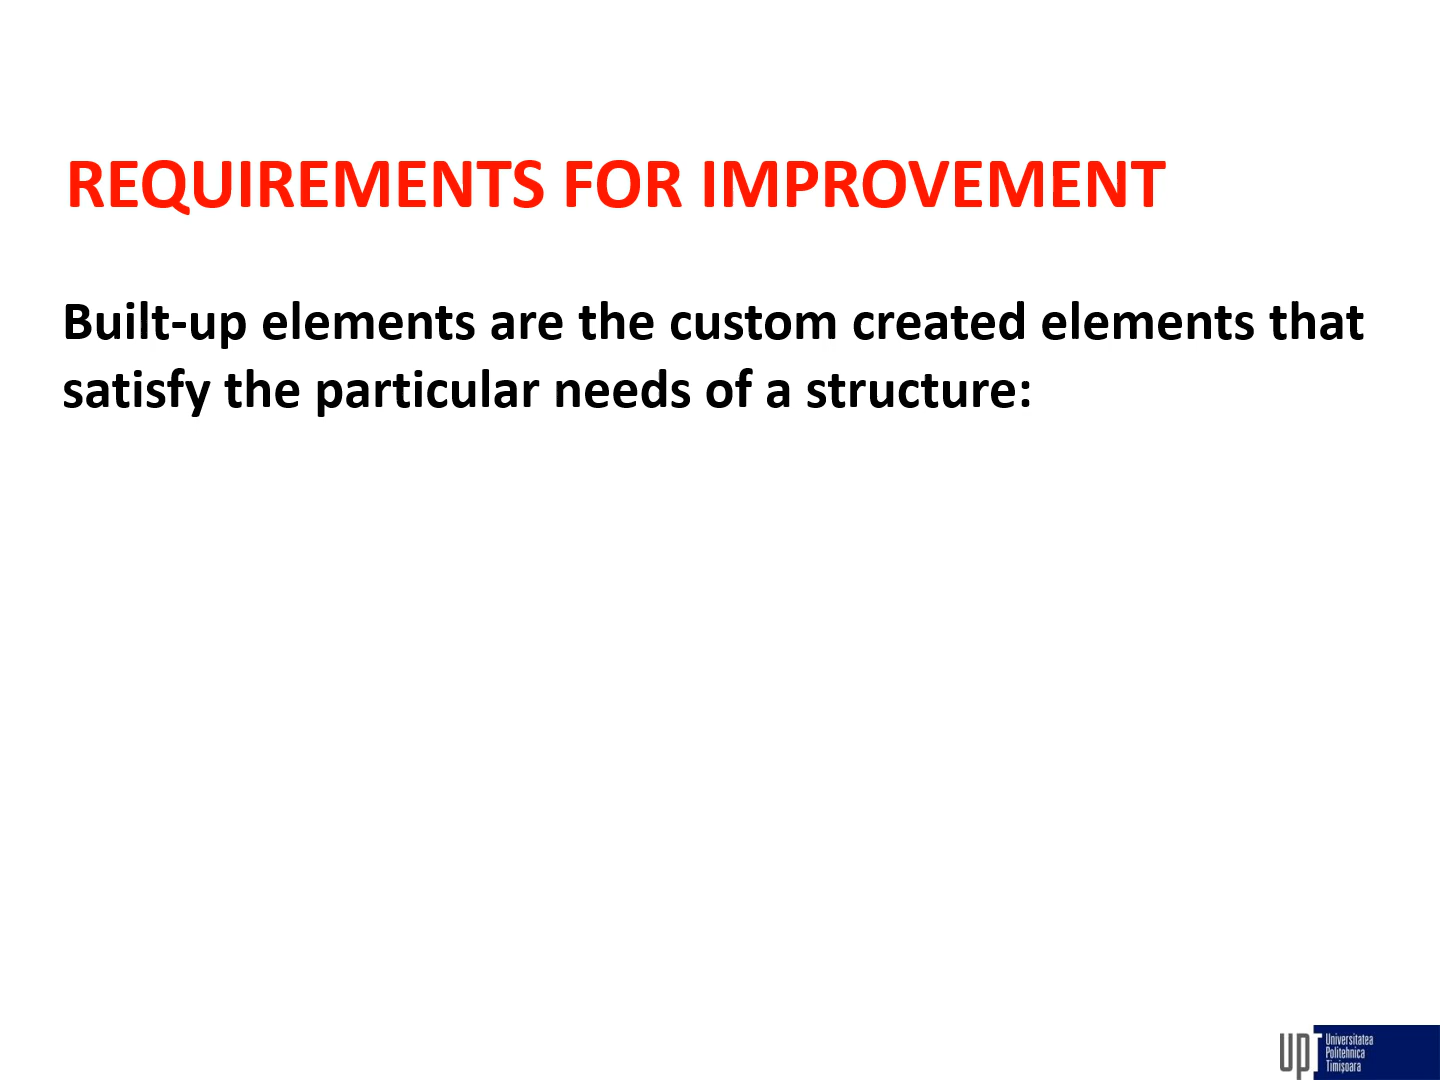 REQUIREMENTS FOR IMPROVEMENT
Built-up elements are the custom created elements that
satisfy the particular needs of a structure:
UPT
Universitatea
Politehnica
Timișoara